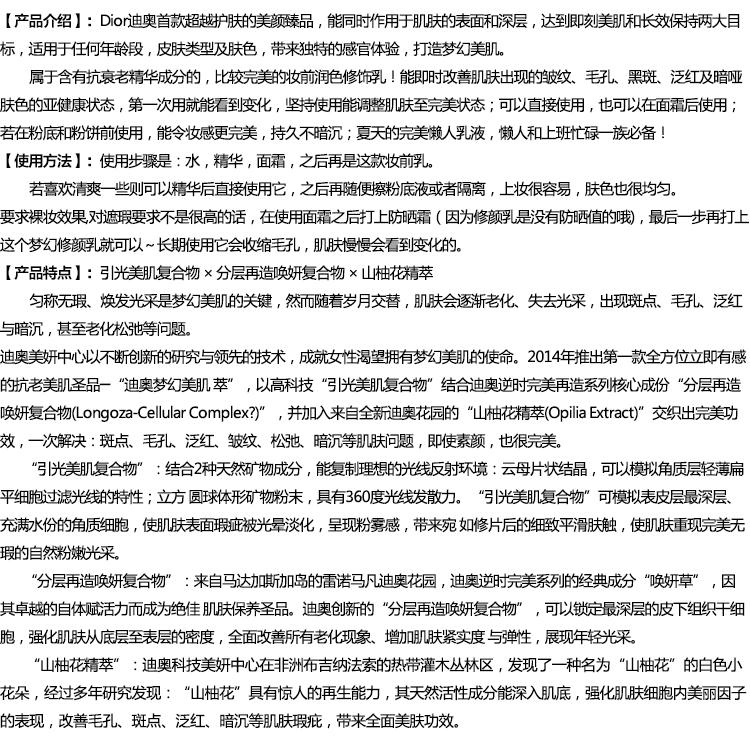 【产品介绍】：Dior迪奥首款超越护肤的美颜臻品，能同时作用于肌肤的表面和深层，达到即刻美肌和长效保持两大目
标，适用于任何年龄段，皮肤类型及肤色，带来独特的感官体验，打造梦幻美肌。
属于含有抗衰老精华成分的，比较完美的妆前润色修饰乳！能即时改善肌肤出现的皱纹、毛孔、黑斑、泛红及暗哑
肤色的亚健康状态，第一次用就能看到变化，坚持使用能调整肌肤至完美状态；可以直接使用，也可以在面霜后使用；
若在粉底和粉饼前使用，能令妆感更完美，持久不暗沉；夏天的完美懒人乳液，懒人和上班忙碌一族必备！
【使用方法】：使用步骤是：水，精华，面霜，之后再是这款妆前乳。
若喜欢清爽一些则可以精华后直接使用它，之后再随便擦粉底液或者隔离，上妆很容易，肤色也很均匀。
要求裸妆效果,对遮瑕要求不是很高的话，在使用面霜之后打上防晒霜（因为修颜乳是没有防晒值的哦)，最后一步再打上
这个梦幻修颜乳就可以～长期使用它会收缩毛孔，肌肤慢慢会看到变化的。
【产品特点】：引光美肌复合物 × 分层再造唤妍复合物 × 山柚花精萃
匀称无瑕、焕发光采是梦幻美肌的关键，然而随着岁月交替，肌肤会逐渐老化、失去光采，出现斑点、毛孔、泛红
与暗沉，甚至老化松弛等问题。
迪奥美妍中心以不断创新的研究与领先的技术，成就女性渴望拥有梦幻美肌的使命。2014年推出第一款全方位立即有感
的抗老美肌圣品─“迪奥梦幻美肌 萃”，以高科技“引光美肌复合物”结合迪奥逆时完美再造系列核心成份“分层再造
唤妍复合物(Longoza-Cellular Complex?)”，并加入来自全新迪奥花园的“山柚花精萃(Opilia Extract)”交织出完美功
效，一次解决：斑点、毛孔、泛红、皱纹、松弛、暗沉等肌肤问题，即使素颜，也很完美。
“引光美肌复合物”：结合2种天然矿物成分，能复制理想的光线反射环境：云母片状结晶，可以模拟角质层轻薄扁
平细胞过滤光线的特性；立方 圆球体形矿物粉末，具有360度光线发散力。“引光美肌复合物”可模拟表皮层最深层、
充满水份的角质细胞，使肌肤表面瑕疵被光晕淡化，呈现粉雾感，带来宛 如修片后的细致平滑肤触，使肌肤重现完美无
瑕的自然粉嫩光采。
“分层再造唤妍复合物”：来自马达加斯加岛的雷诺马凡迪奥花园，迪奥逆时完美系列的经典成分“唤妍草”，因
其卓越的自体赋活力而成为绝佳 肌肤保养圣品。迪奥创新的“分层再造唤妍复合物”，可以锁定最深层的皮下组织干细
胞，强化肌肤从底层至表层的密度，全面改善所有老化现象、增加肌肤紧实度 与弹性，展现年轻光采。
“山柚花精萃”：迪奥科技美妍中心在非洲布吉纳法索的热带灌木丛林区，发现了一种名为“山柚花”的白色小
花朵，经过多年研究发现：“山柚花”具有惊人的再生能力，其天然活性成分能深入肌底，强化肌肤细胞内美丽因子
的表现，改善毛孔、斑点、泛红、暗沉等肌肤瑕疵，带来全面美肤功效。